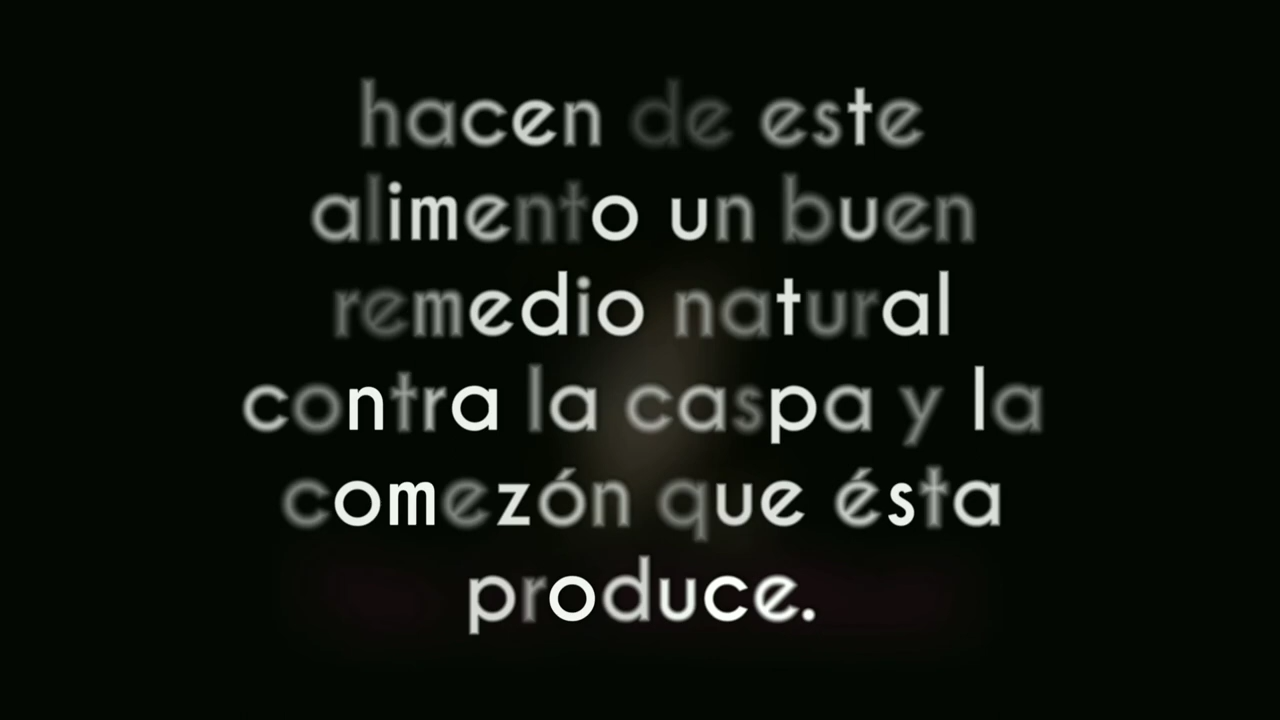 hacen de este
alimento un buen
remedio natural
contra la caspa y la
comezón que ésta
produce.